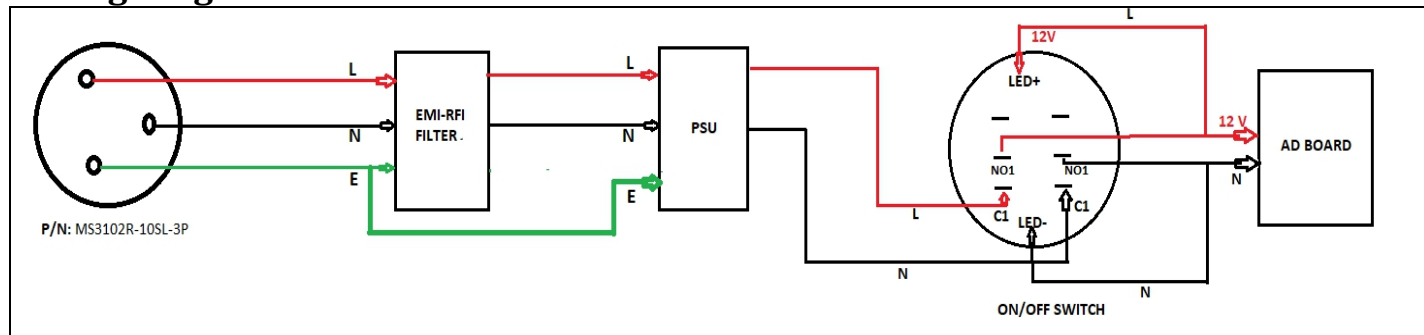 L
12V
LED+
L
L
EMI-RFI
FILTER .
PSU
12 V
AD BOARD
N
N
NO1
NO1
N
E
E
L
C1
C1
LED-
P/N: MS3102R-10SL-3P
N
N
ON/OFF SWITCH